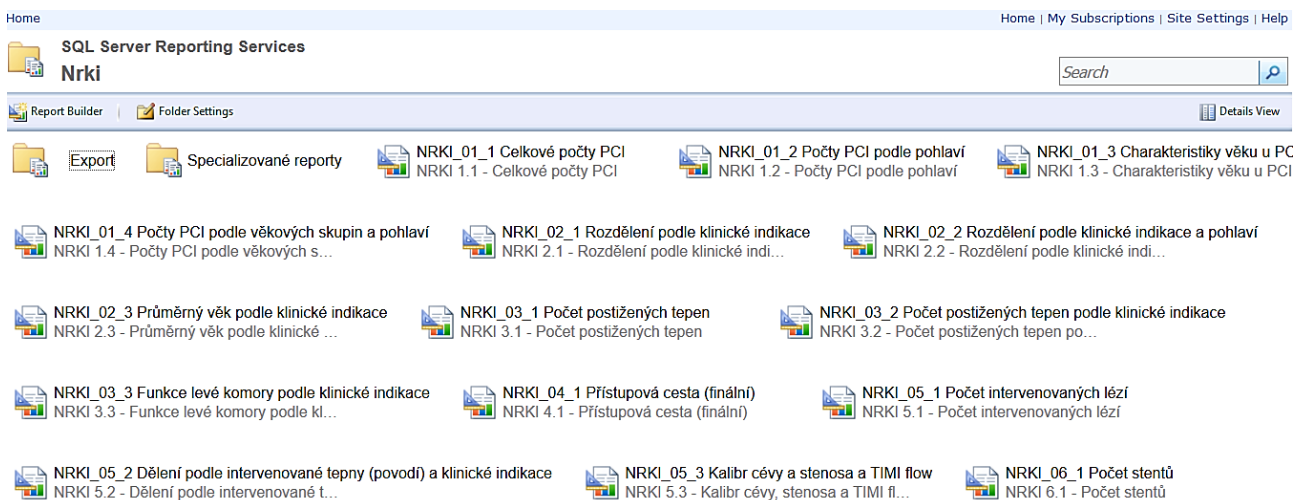 Home
Home | My Subscriptions | Site Settings | Help
SQL Server Reporting Services
Nrki
Search
Report Builder | Folder Settings
Details View
Export
Specializované reporty
NRKI_01_1 Celkové počty PCI
NRKI 1.1 - Celkové počty PCI
NRKI_01_2 Počty PCI podle pohlaví
NRKI 1.2 - Počty PCI podle pohlaví
NRKI_01_3 Charakteristiky věku u PC
NRKI 1.3 - Charakteristiky věku u PCI
NRKI_01_4 Počty PCI podle věkových skupin a pohlaví
NRKI 1.4 - Počty PCI podle věkových s...
NRKI_02_1 Rozdělení podle klinické indikace
NRKI 2.1 - Rozdělení podle klinické indi...
NRKI_02_2 Rozdělení podle klinické indikace a pohlaví
NRKI 2.2 - Rozdělení podle klinické indi...
NRKI_02_3 Průměrný věk podle klinické indikace
NRKI 2.3 - Průměrný věk podle klinické ...
NRKI_03_1 Počet postižených tepen
NRKI 3.1 - Počet postižených tepen
NRKI_03_2 Počet postižených tepen podle klinické indikace
NRKI 3.2 - Počet postižených tepen po...
NRKI_03_3 Funkce levé komory podle klinické indikace
NRKI 3.3 - Funkce levé komory podle kl...
NRKI_04_1 Přístupová cesta (finální)
NRKI 4.1 - Přístupová cesta (finální)
NRKI_05_1 Počet intervenovaných lézí
NRKI 5.1 - Počet intervenovaných lézí
NRKI_05_2 Dělení podle intervenované tepny (povodí) a klinické indikace
NRKI 5.2 - Dělení podle intervenované t...
NRKI_05_3 Kalibr cévy a stenosa a TIMI flow
NRKI 5.3 - Kalibr cévy, stenosa a TIMI fl...
NRKI_06_1 Počet stentů
NRKI 6.1 - Počet stentů